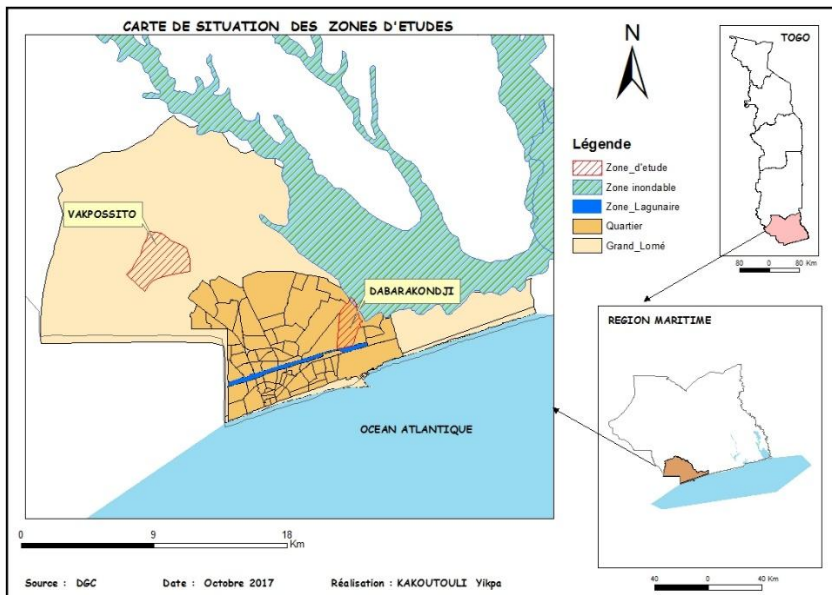 CARTE DE SITUATION DES ZONES D'ETUDES
VAKPOSSITO
DABARAKONDJI
OCEAN ATLANTIQUE
0 9 18
Km
N
Légende
Zone_d'etude
Zone inondable
Zone_Lagunaire
Quartier
Grand_Lomé
TOGO
80 0 80 Km
REGION MARITIME
40 0 40 Km
Source : DGC Date : Octobre 2017 Réalisation : KAKOUTOULI Yikpa